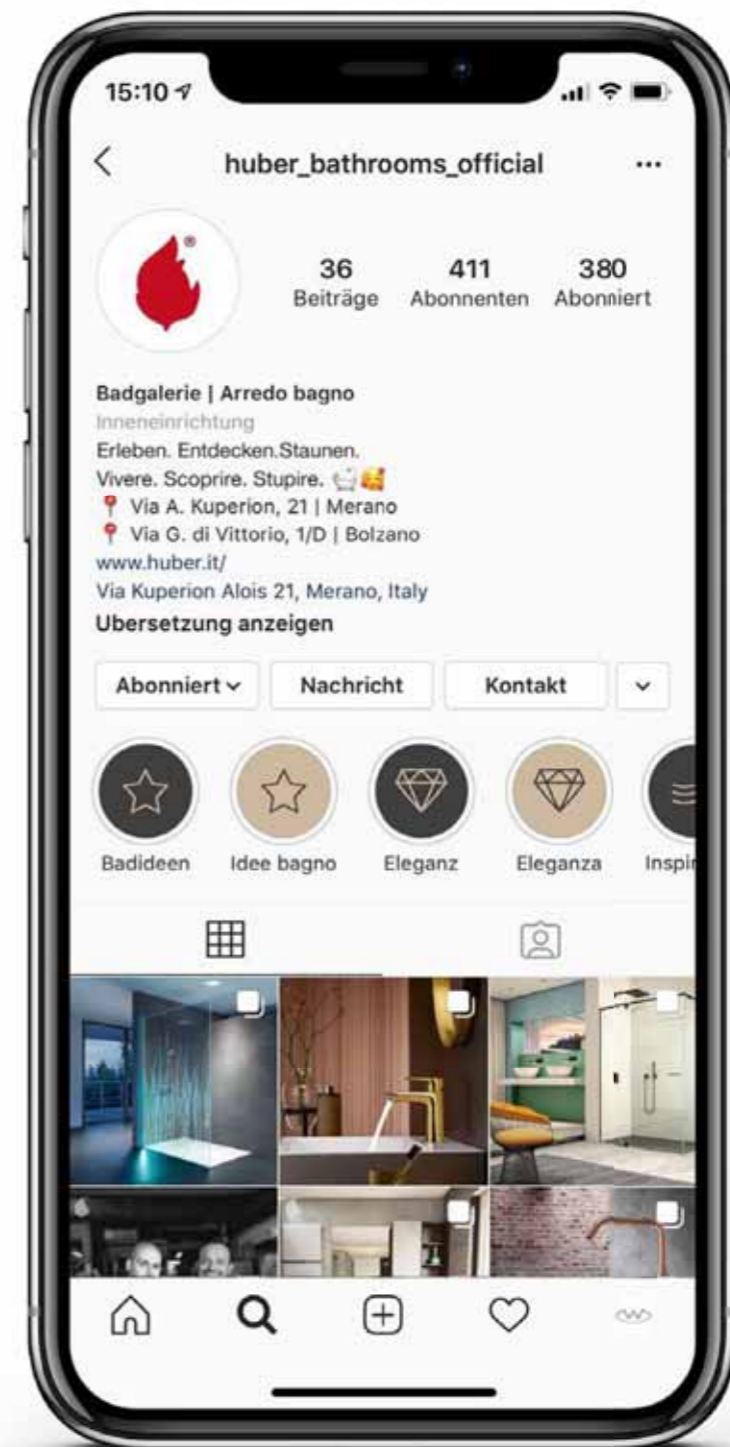 15:10
huber_bathrooms_official
®
36 411 380
Beiträge Abonnenten Abonniert
Badgalerie | Arredo bagno
Inneneinrichtung
Erleben. Entdecken.Staunen.
Vivere. Scoprire. Stupire. 🛁🥰
📍 Via A. Kuperion, 21 | Merano
📍 Via G. di Vittorio, 1/D | Bolzano
www.huber.it/
Via Kuperion Alois 21, Merano, Italy
Ubersetzung anzeigen
Abonniert Nachricht Kontakt
Badideen Idee bagno Eleganz Eleganza Inspir